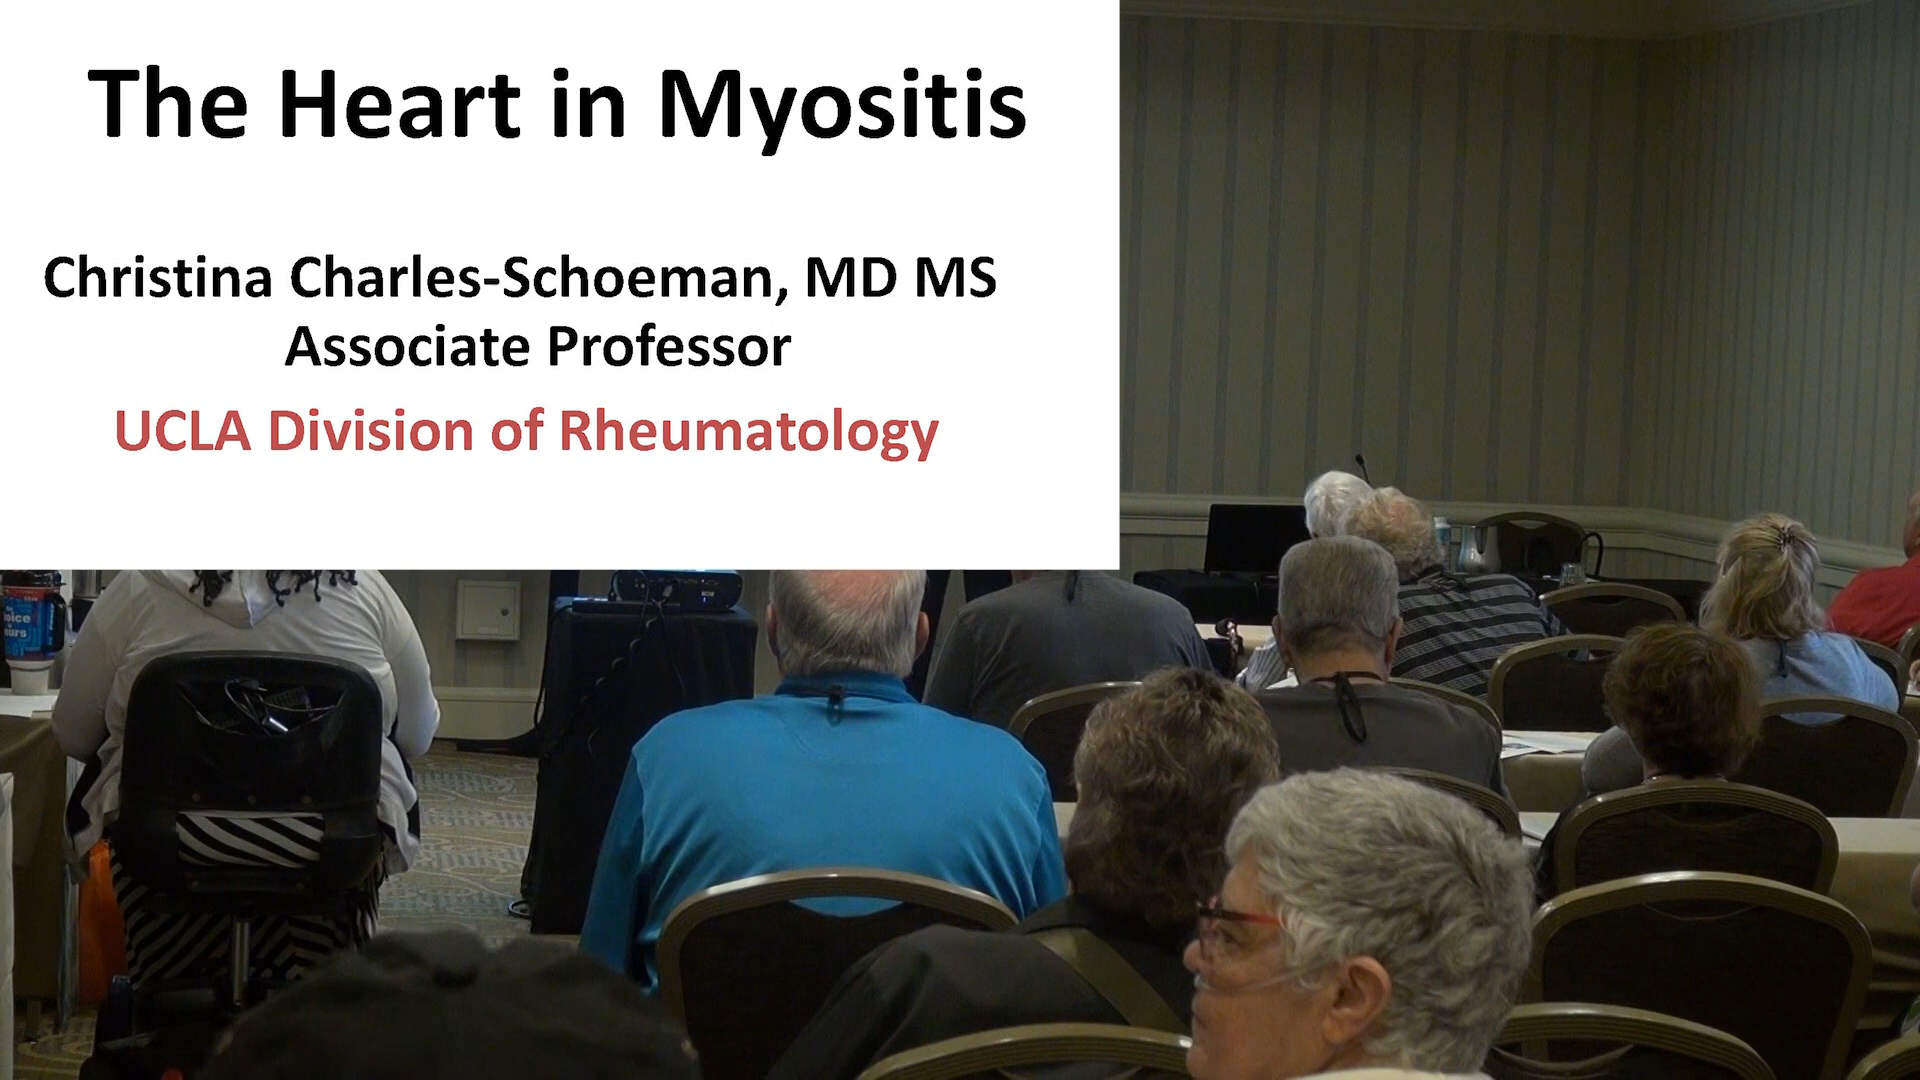 The Heart in Myositis
Christina Charles-Schoeman, MD MS
Associate Professor
UCLA Division of Rheumatology